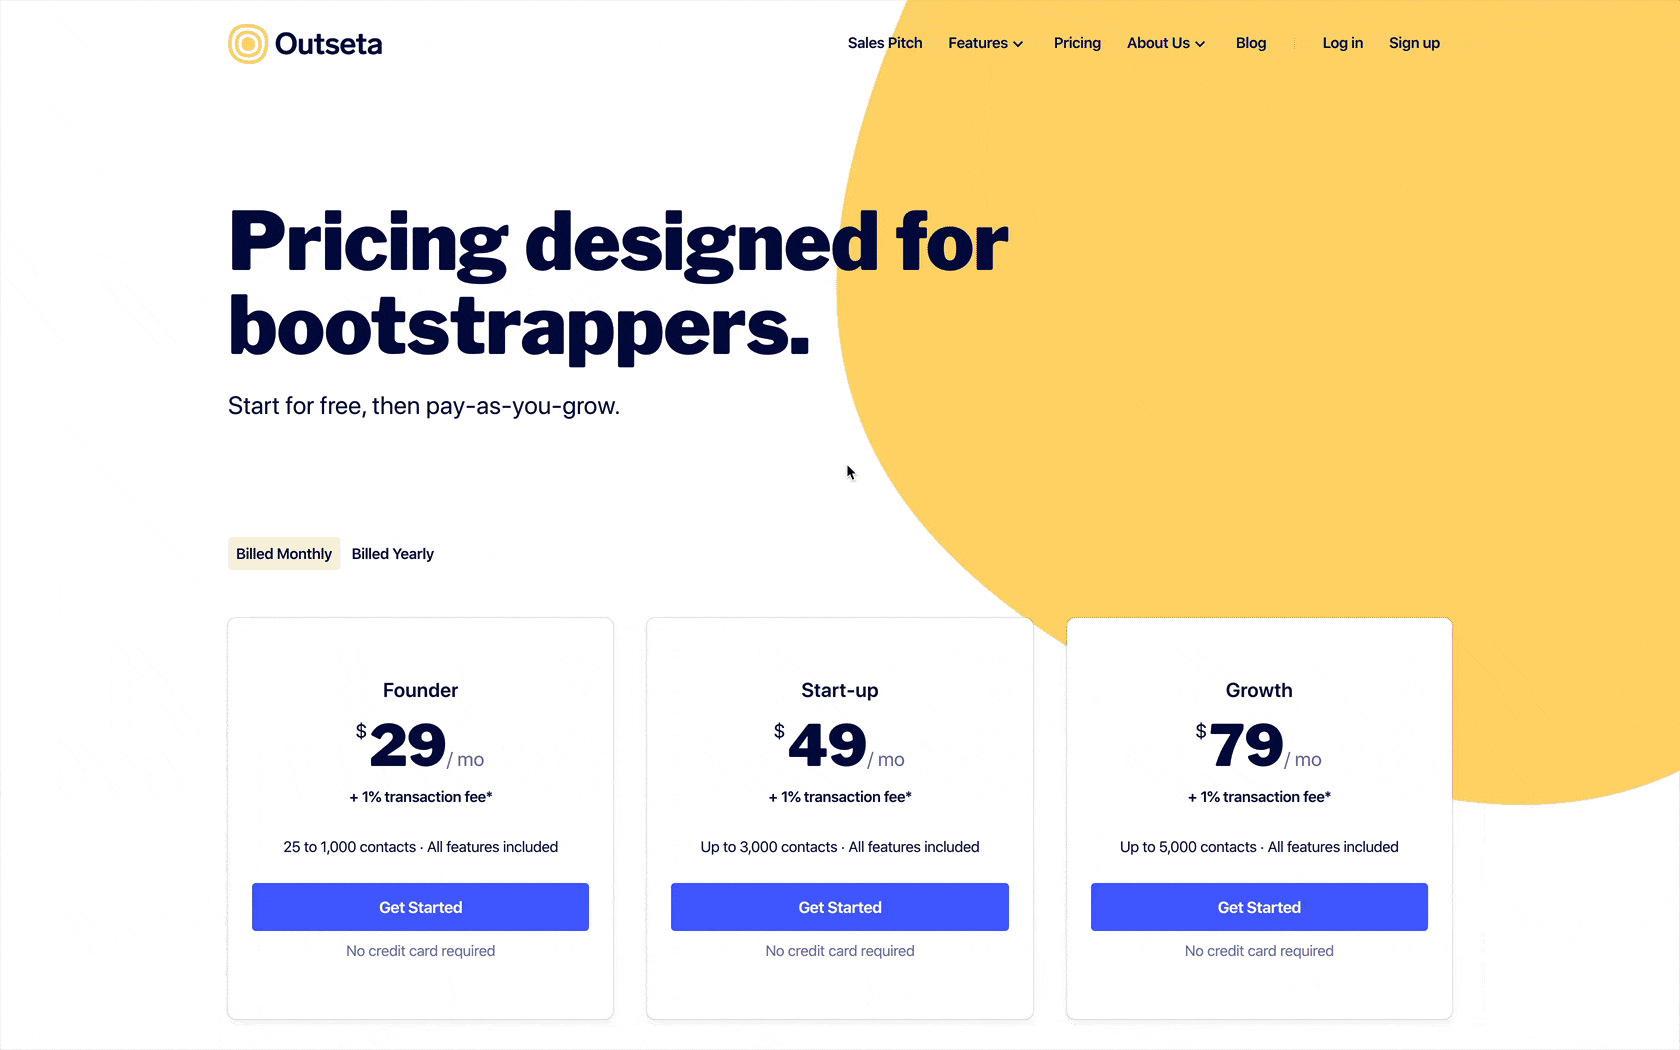 Outseta
Sales Pitch Features Pricing About Us Blog Log in Sign up
Pricing designed for
bootstrappers.
Start for free, then pay-as-you-grow.
Billed Monthly Billed Yearly
Founder
$29/ mo
+ 1% transaction fee*
25 to 1,000 contacts · All features included
Get Started
No credit card required
Start-up
$49/ mo
+ 1% transaction fee*
Up to 3,000 contacts · All features included
Get Started
No credit card required
Growth
$79/ mo
+ 1% transaction fee*
Up to 5,000 contacts · All features included
Get Started
No credit card required